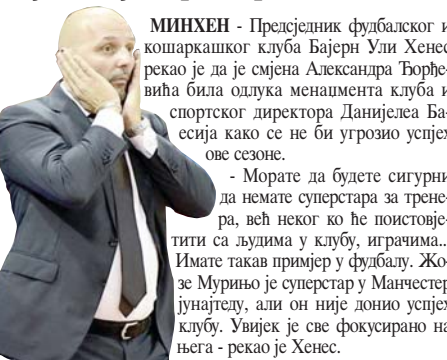 МИНХЕН - Предсједник фудбалског и
кошаркашког клуба Бајерн Ули Хенес
рекао је да је смјена Александра Ђорђе-
вића била одлука менаџмента клуба и
спортског директора Данијелеа Ба-
есија како се не би угрозио успјех
ове сезоне.
- Морате да будете сигурни
да немате суперстара за трене-
ра, већ неког ко ће поистовје-
тити са људима у клубу, играчима...
Имате такав примјер у фудбалу. Жо-
зе Мурињо је суперстар у Манчестер
јунајтеду, али он није донио успјех
клубу. Увијек је све фокусирано на
њега - рекао је Хенес.